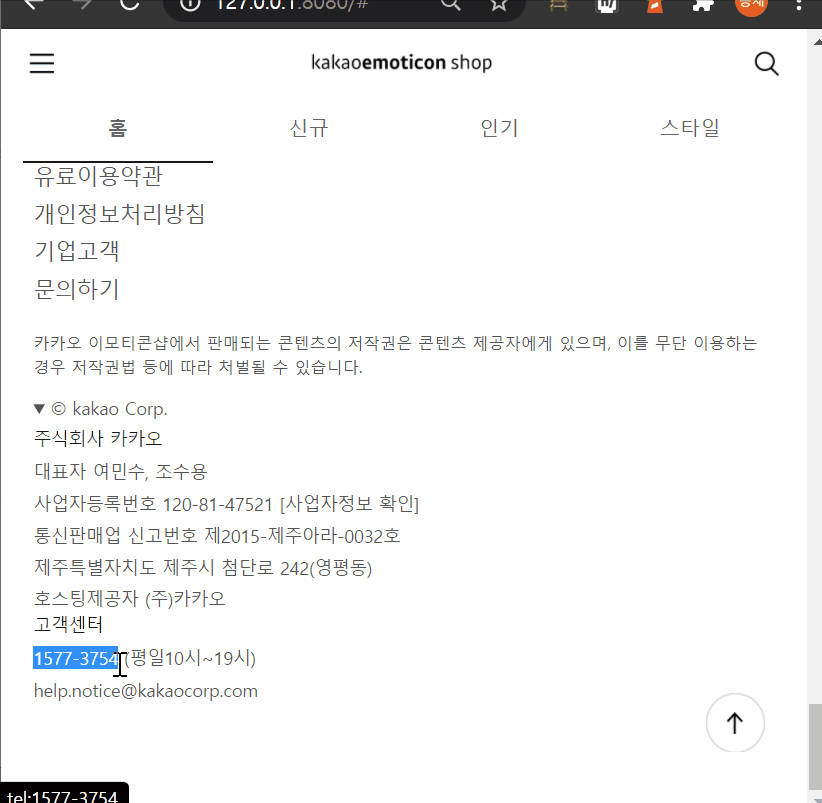 127.0.0.1:8080/#
kakaoemoticon shop
홈 신규 인기 스타일
유료이용약관
개인정보처리방침
기업고객
문의하기
카카오 이모티콘샵에서 판매되는 콘텐츠의 저작권은 콘텐츠 제공자에게 있으며, 이를 무단 이용하는
경우 저작권법 등에 따라 처벌될 수 있습니다.
▼ © kakao Corp.
주식회사 카카오
대표자 여민수, 조수용
사업자등록번호 120-81-47521 [사업자정보 확인]
통신판매업 신고번호 제2015-제주아라-0032호
제주특별자치도 제주시 첨단로 242(영평동)
호스팅제공자 (주)카카오
고객센터
1577-3754 (평일10시~19시)
help.notice@kakaocorp.com
tel:1577-3754